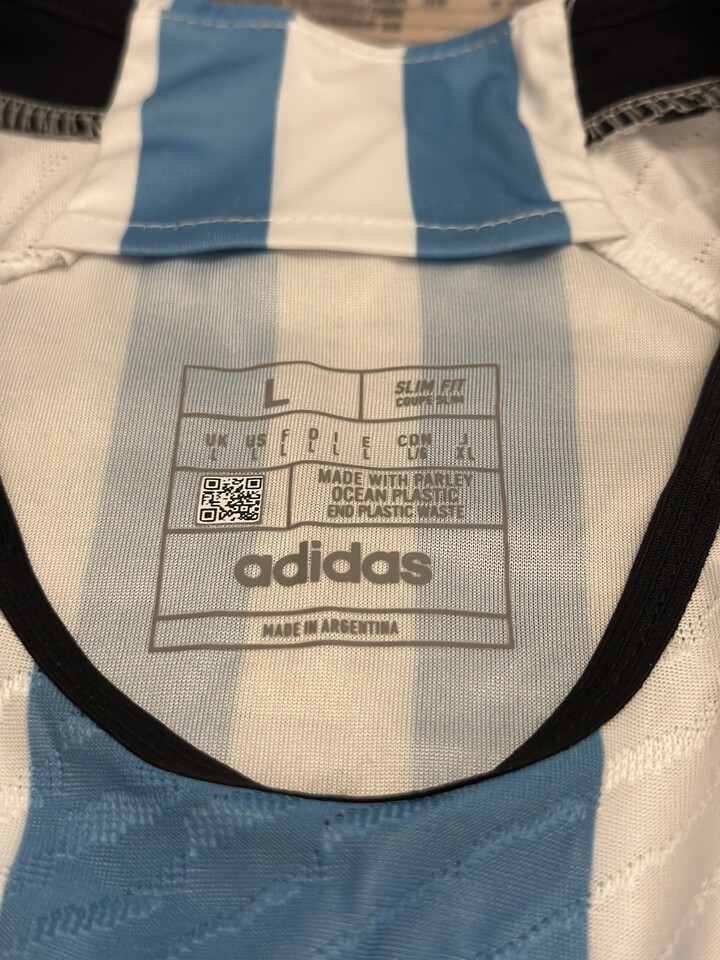 L
SLIM FIT
COUPE SLIM
UK US F D I E CDN J
L L L L L L L/G XL
MADE WITH PARLEY
OCEAN PLASTIC
END PLASTIC WASTE
adidas
MADE IN ARGENTINA